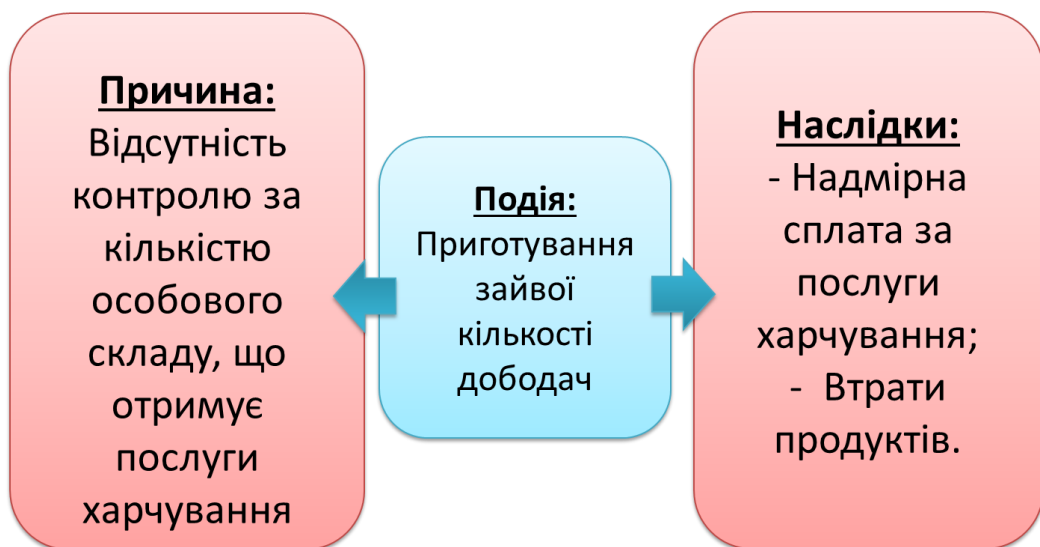 Причина:
Відсутність
контролю за
кількістю
особового
складу, що
отримує
послуги
харчування
Подія:
Приготування
зайвої
кількості
дободач
Наслідки:
- Надмірна
сплата за
послуги
харчування;
- Втрати
продуктів.